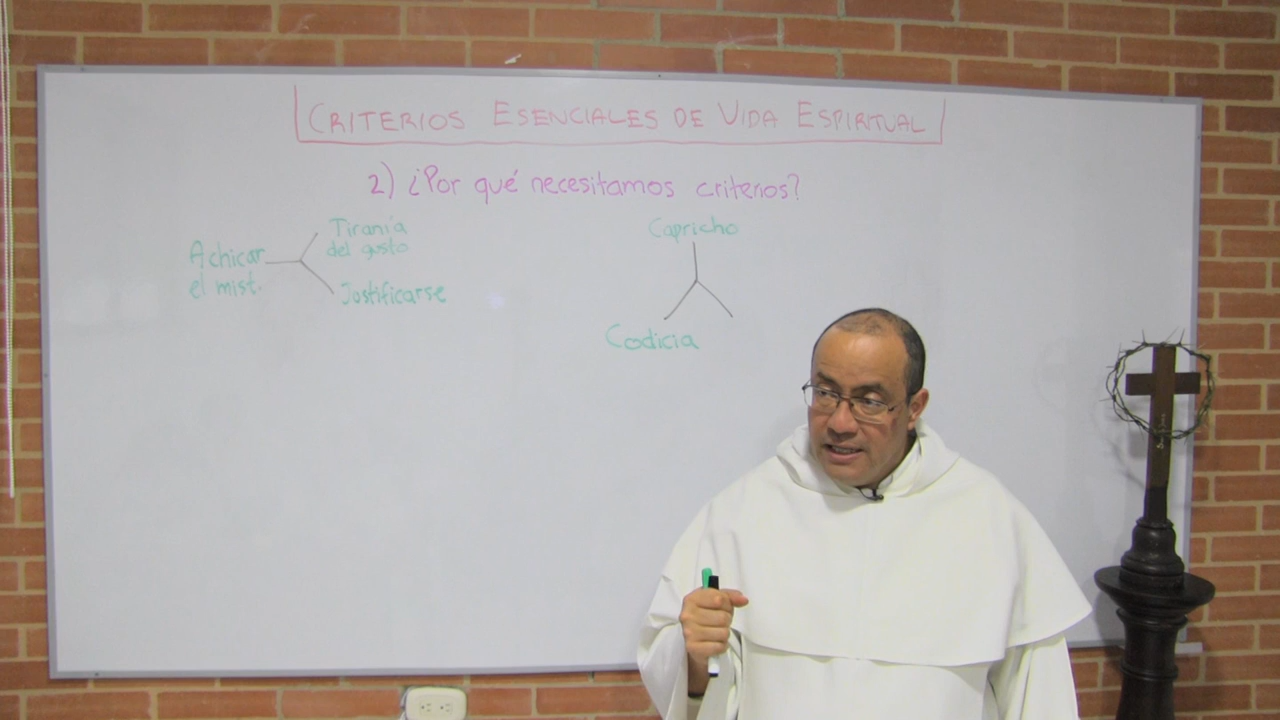 CRITERIOS ESENCIALES DE VIDA ESPIRITUAL
2) ¿Por qué necesitamos criterios?
Achicar
el mist.
Tiranía
del gusto
Justificarse
Capricho
Codicia